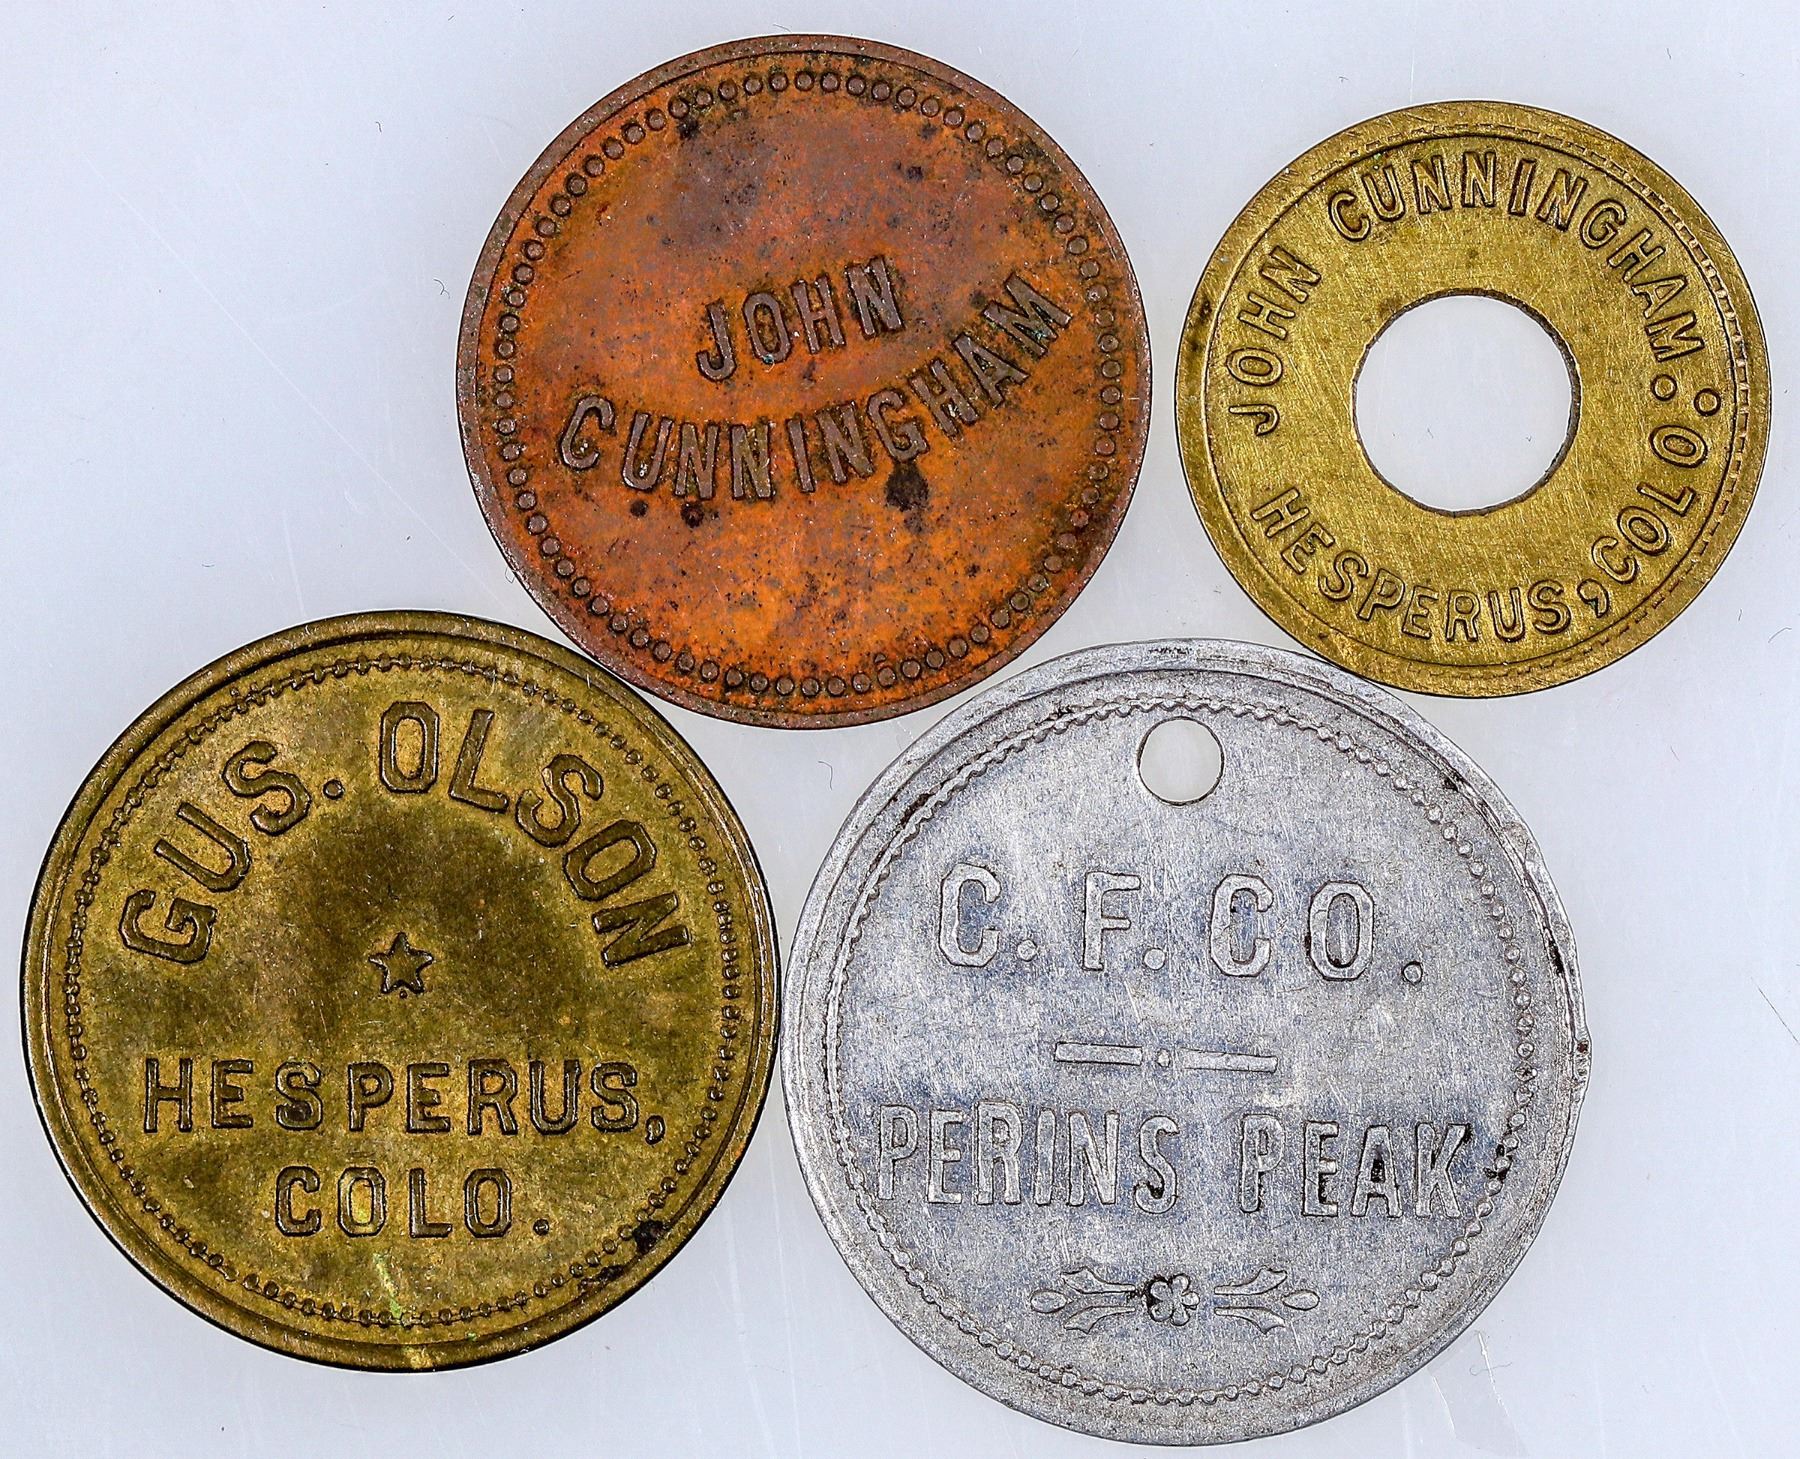 JOHN
CUNNINGHAM
JOHN CUNNINGHAM.
HESPERUS, COLO.
GUS. OLSON
HESPERUS,
COLO.
C. F. CO.
PERINS PEAK